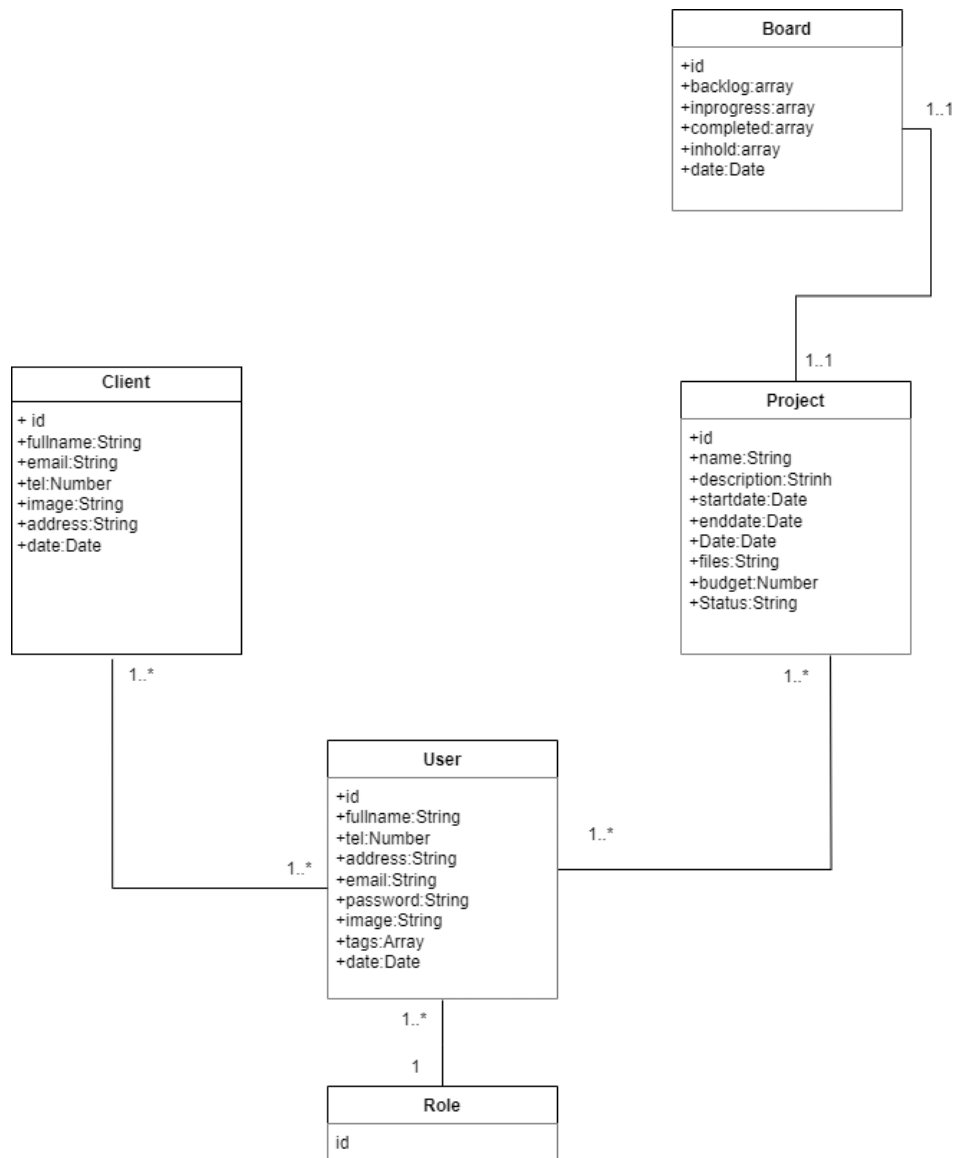 Board
+id
+backlog:array
+inprogress:array
+completed:array
+inhold:array
+date:Date
1..1
1..1
Client
+ id
+fullname:String
+email:String
+tel:Number
+image:String
+address:String
+date:Date
Project
+id
+name:String
+description:Strinh
+startdate:Date
+enddate:Date
+Date:Date
+files:String
+budget:Number
+Status:String
1..*
1..*
User
+id
+fullname:String
+tel:Number
+address:String
+email:String
+password:String
+image:String
+tags:Array
+date:Date
1..*
1..*
1..*
1
Role
id